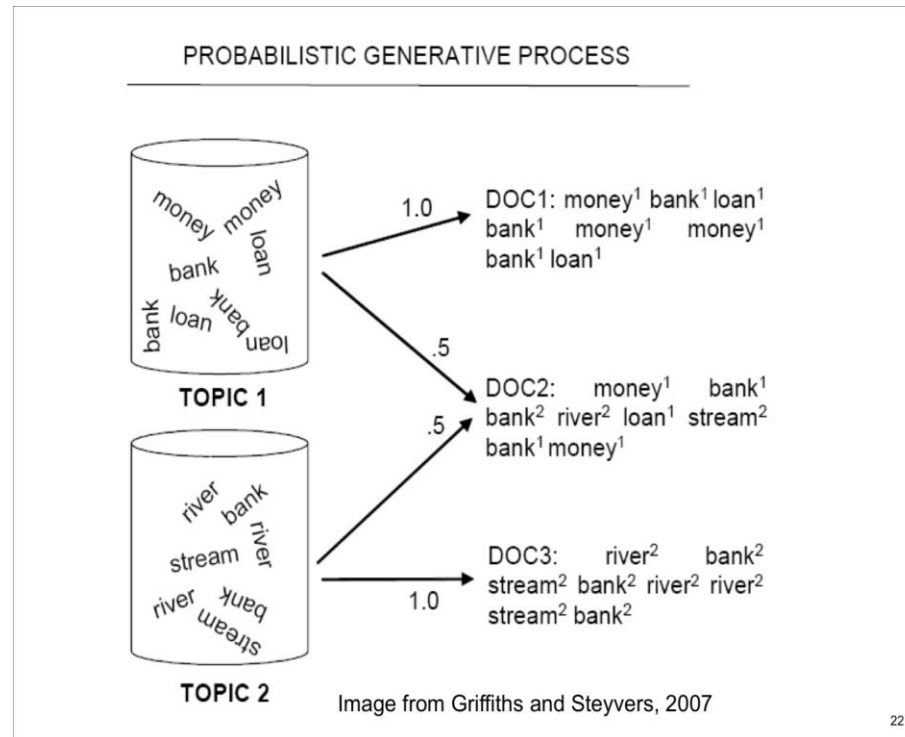 PROBABILISTIC GENERATIVE PROCESS
money
money
loan
bank
bank
loan
bank
loan
TOPIC 1
1.0
.5
DOC1: money¹ bank¹ loan¹
bank¹ money¹ money¹
bank¹ loan¹
DOC2: money¹ bank¹
bank² river² loan¹ stream²
bank¹ money¹
river
bank
river
stream
river
bank
stream
TOPIC 2
.5
1.0
DOC3: river² bank²
stream² bank² river² river²
stream² bank²
Image from Griffiths and Steyvers, 2007
22